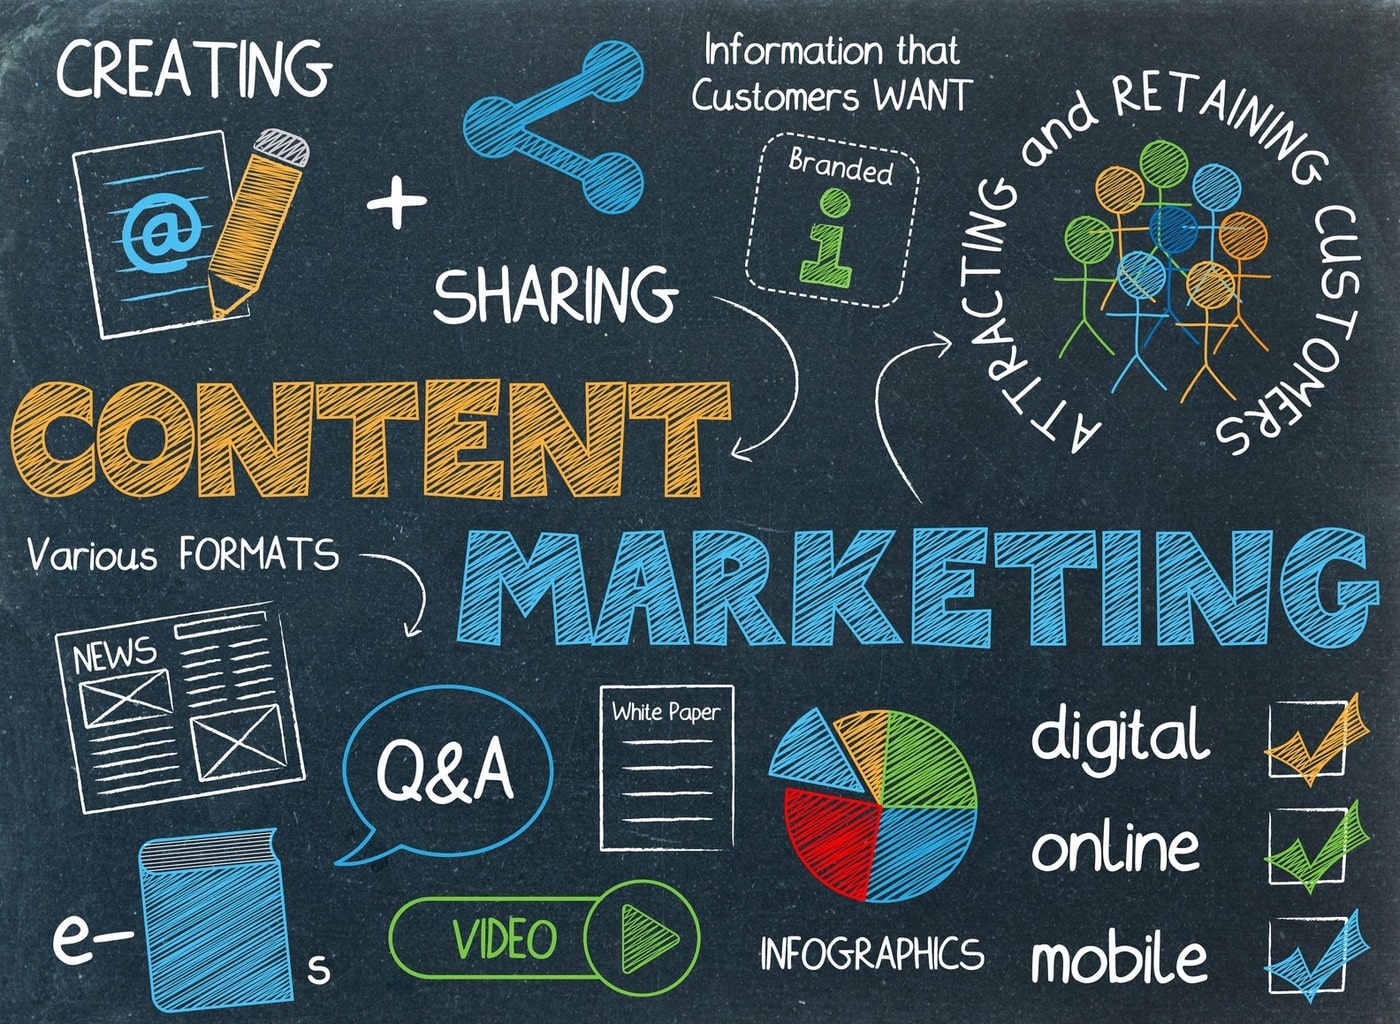 CREATING
@
+
SHARING
Information that
Customers WANT
Branded
i
ATTRACTING and RETAINING CUSTOMERS
CONTENT
MARKETING
Various FORMATS
NEWS
Q&A
White Paper
e-
s
VIDEO
INFOGRAPHICS
digital
online
mobile